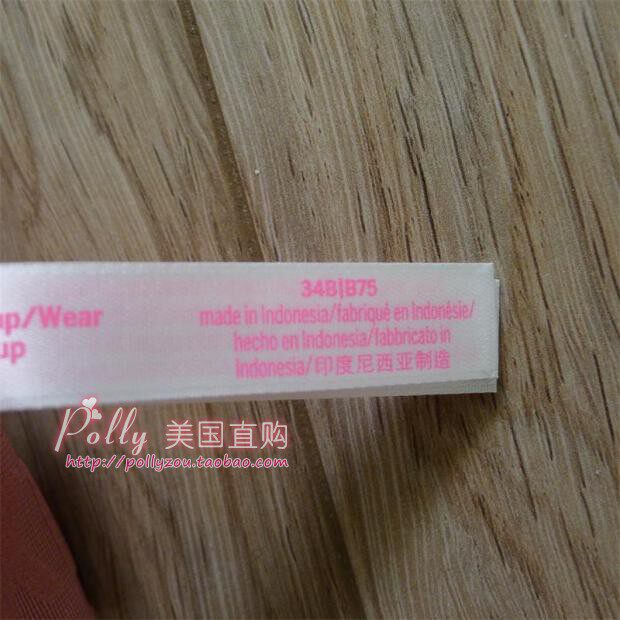 up/Wear
up
34B|B75
made in Indonesia/fabriqué en Indonésie/
hecho en Indonesia/fabbricato in
Indonesia/印度尼西亚制造
Polly 美国直购
http://pollyzou.taobao.com